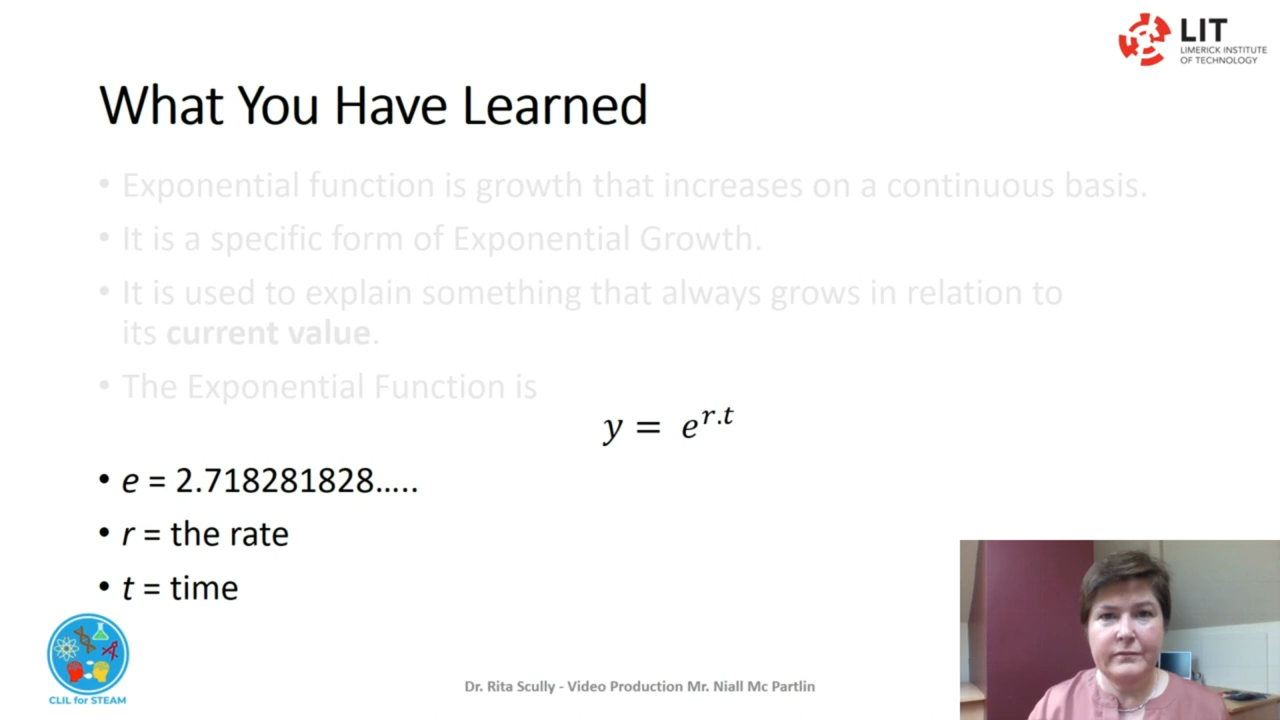 LIT
LIMERICK INSTITUTE
OF TECHNOLOGY
What You Have Learned
• Exponential function is growth that increases on a continuous basis.
• It is a specific form of Exponential Growth.
• It is used to explain something that always grows in relation to
its current value.
• The Exponential Function is
y = e^{r.t}
• e = 2.718281828.....
• r = the rate
• t = time
CLIL for STEAM
Dr. Rita Scully - Video Production Mr. Niall Mc Partlin